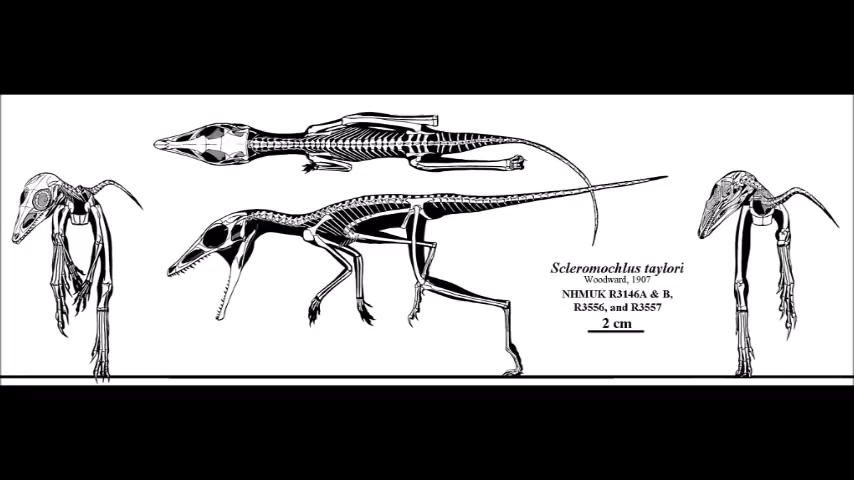 Scleromochlus taylori
Woodward, 1907
NHMUK R3146A & B,
R3556, and R3557
2 cm